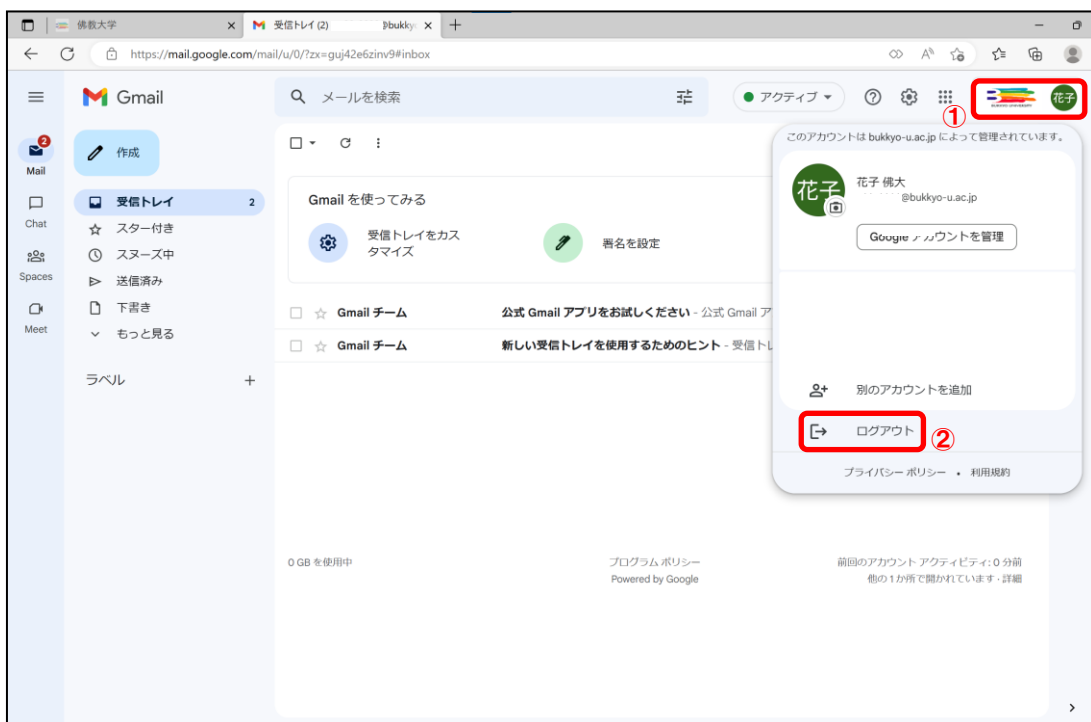 佛教大学
受信トレイ (2)
https://mail.google.com/mail/u/0/?zx=guj42e6zinv9#inbox
Gmail
メールを検索
アクティブ
花子
①
2
Mail
Chat
Spaces
Meet
作成
受信トレイ 2
スター付き
スヌーズ中
送信済み
下書き
もっと見る
ラベル
Gmail を使ってみる
受信トレイをカス
タマイズ
署名を設定
Gmail チーム 公式 Gmail アプリをお試しください - 公式 Gmail ア
Gmail チーム 新しい受信トレイを使用するためのヒント - 受信トレ
このアカウントは bukkyo-u.ac.jp によって管理されています。
花子
花子 佛大
@bukkyo-u.ac.jp
Google アカウントを管理
別のアカウントを追加
ログアウト
②
プライバシー ポリシー • 利用規約
0 GB を使用中
プログラム ポリシー
Powered by Google
前回のアカウント アクティビティ: 0 分前
他の 1 か所で開かれています · 詳細